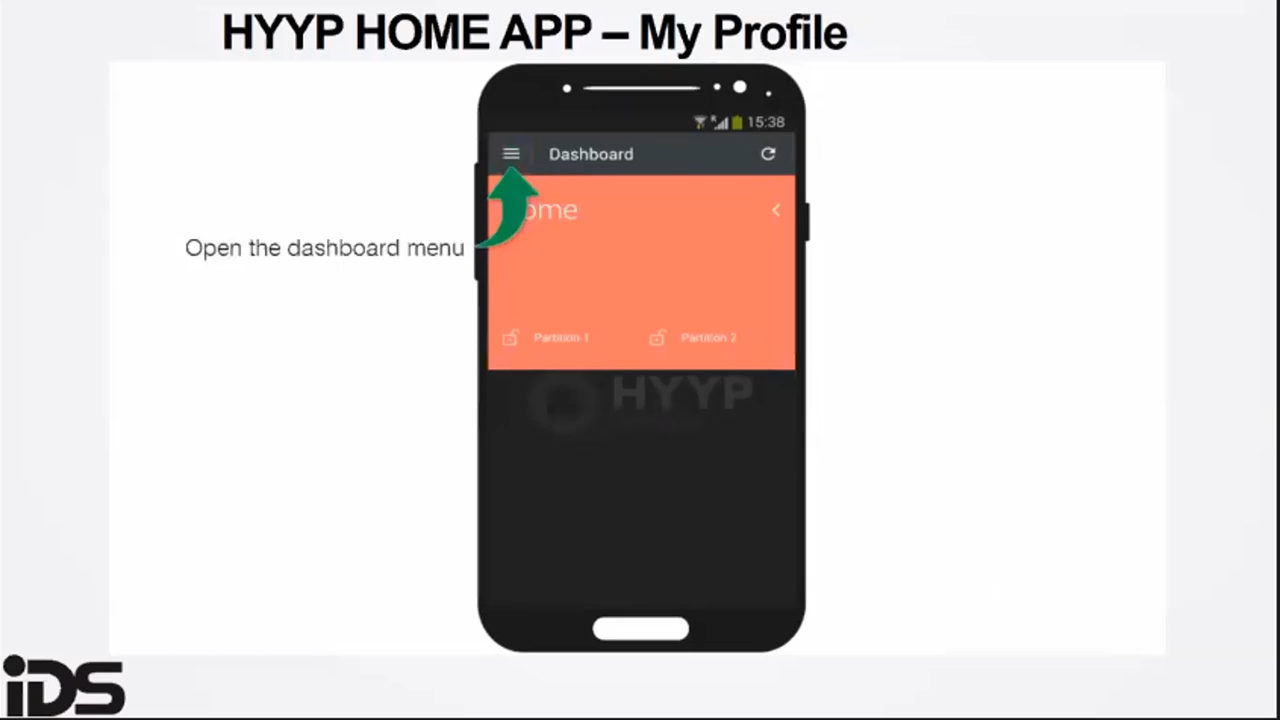 HYYP HOME APP – My Profile
15:38
Dashboard
ome
Open the dashboard menu
Partition 1
Partition 2
HYYP
iDS